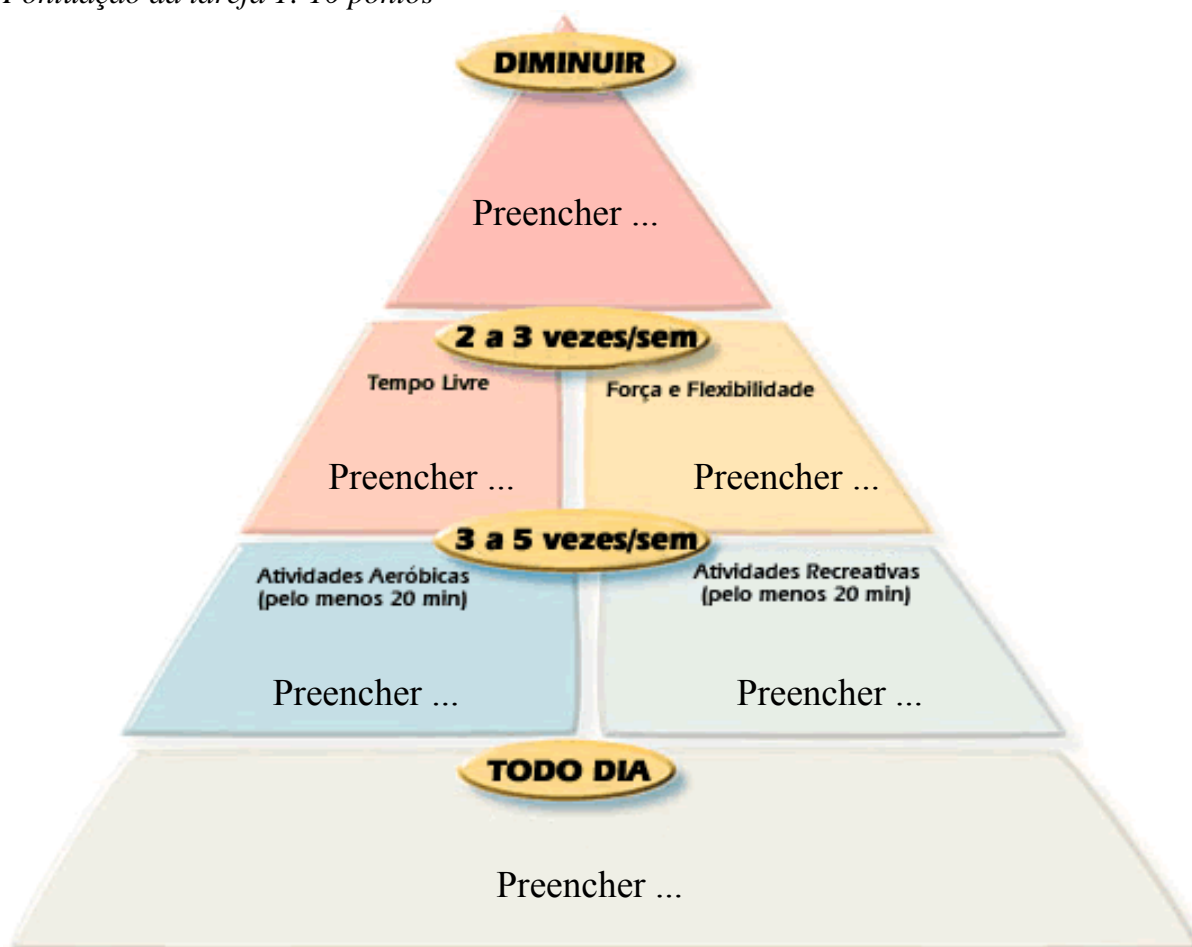 Pontuação da tarefa 1: 10 pontos
DIMINUIR
Preencher ...
2 a 3 vezes/sem
Tempo Livre
Força e Flexibilidade
Preencher ...
Preencher ...
3 a 5 vezes/sem
Atividades Aeróbicas
(pelo menos 20 min)
Atividades Recreativas
(pelo menos 20 min)
Preencher ...
Preencher ...
TODO DIA
Preencher ...